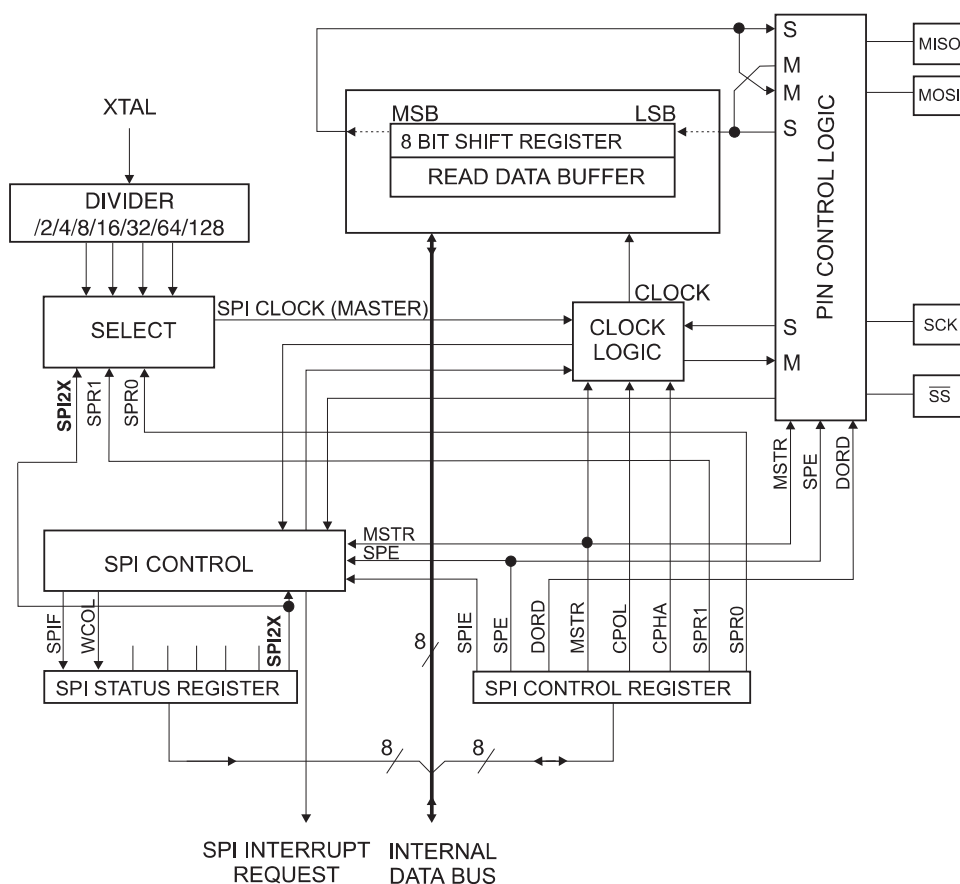 S
MISO
M
XTAL
MSB
LSB
M
MOSI
8 BIT SHIFT REGISTER
S
READ DATA BUFFER
DIVIDER
/2/4/8/16/32/64/128
PIN CONTROL LOGIC
SPI CLOCK (MASTER)
CLOCK
SELECT
CLOCK
LOGIC
S
M
SCK
SS
SPI2X
SPR1
SPR0
MSTR
SPE
DORD
MSTR
SPE
SPI CONTROL
SPIF
WCOL
SPI2X
8
SPIE
SPE
DORD
MSTR
CPOL
CPHA
SPR1
SPR0
SPI STATUS REGISTER
SPI CONTROL REGISTER
8
8
SPI INTERRUPT
REQUEST
INTERNAL
DATA BUS